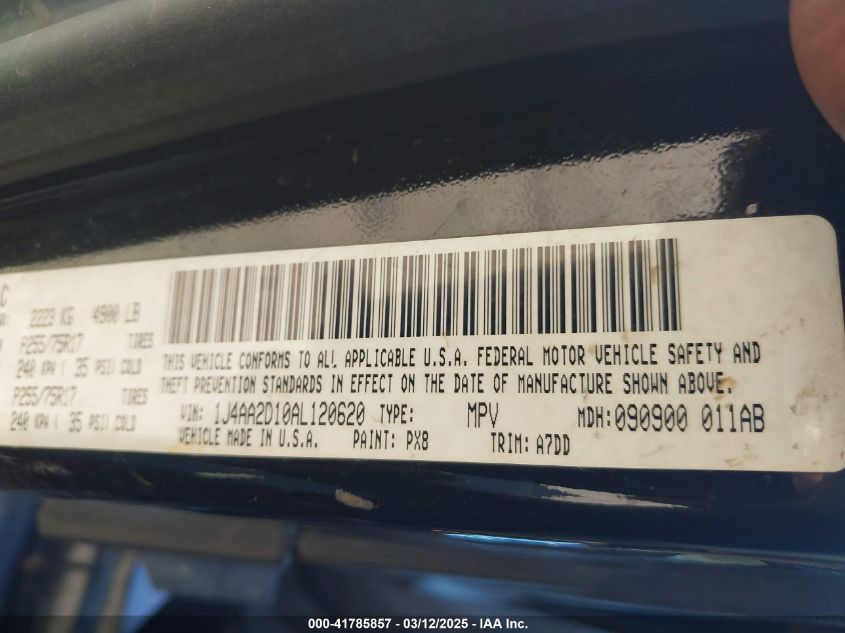 C
2223 KG 4900 LB
P255/75R17 TIRES
240 KPA ( 35 PSI) COLD
P255/75R17 TIRES
240 KPA ( 35 PSI) COLD
THIS VEHICLE CONFORMS TO ALL APPLICABLE U.S.A. FEDERAL MOTOR VEHICLE SAFETY AND
THEFT PREVENTION STANDARDS IN EFFECT ON THE DATE OF MANUFACTURE SHOWN ABOVE.
VIN: 1J4AA2D10AL120620 TYPE: MPV MDH:090900 011AB
VEHICLE MADE IN U.S.A. PAINT: PX8 TRIM: A7DD
000-41785857 - 03/12/2025 - IAA Inc.